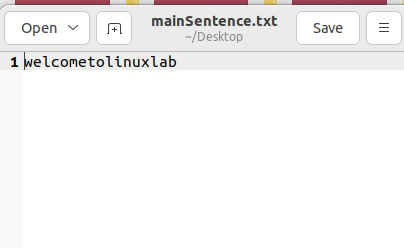 Open
mainSentence.txt
~/Desktop
Save
1 welcometolinuxlab